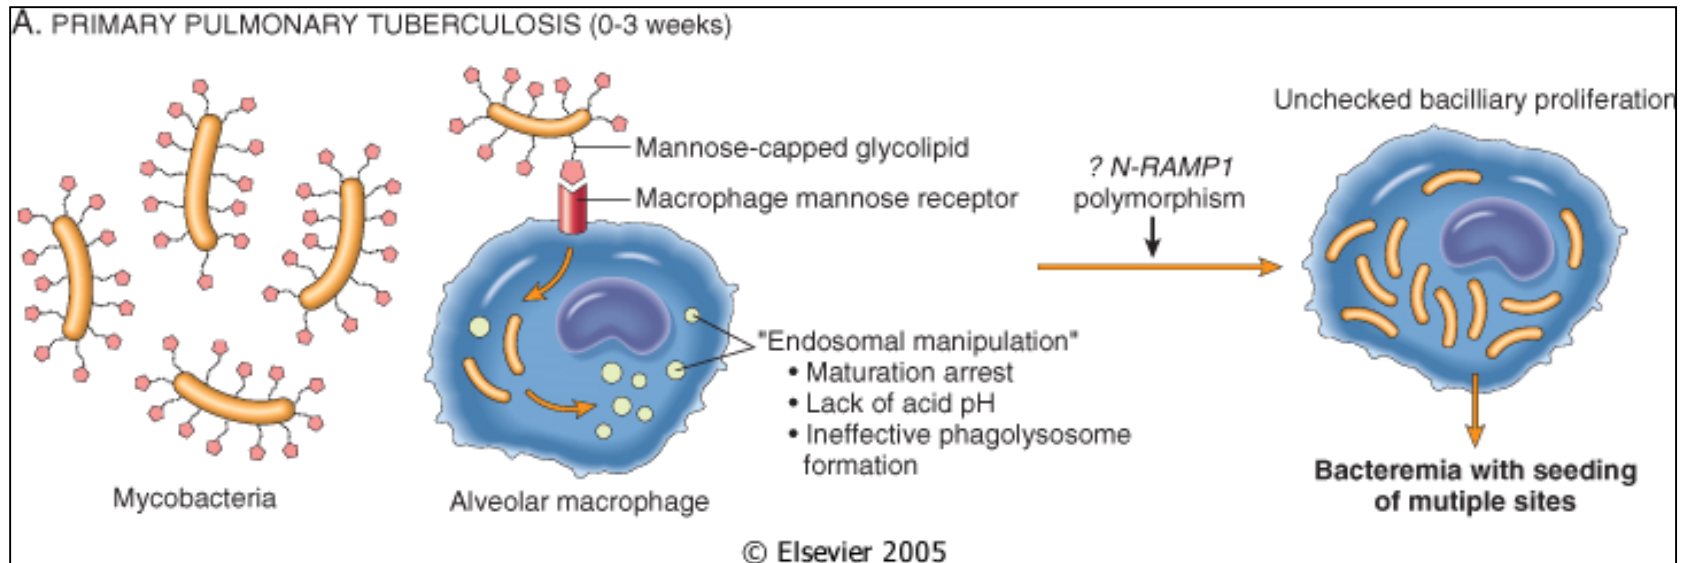 A. PRIMARY PULMONARY TUBERCULOSIS (0-3 weeks)
Unchecked bacilliary proliferation
Mannose-capped glycolipid
Macrophage mannose receptor
? N-RAMP1
polymorphism
"Endosomal manipulation"
• Maturation arrest
• Lack of acid pH
• Ineffective phagolysosome
formation
Mycobacteria
Alveolar macrophage
Bacteremia with seeding
of mutiple sites
© Elsevier 2005